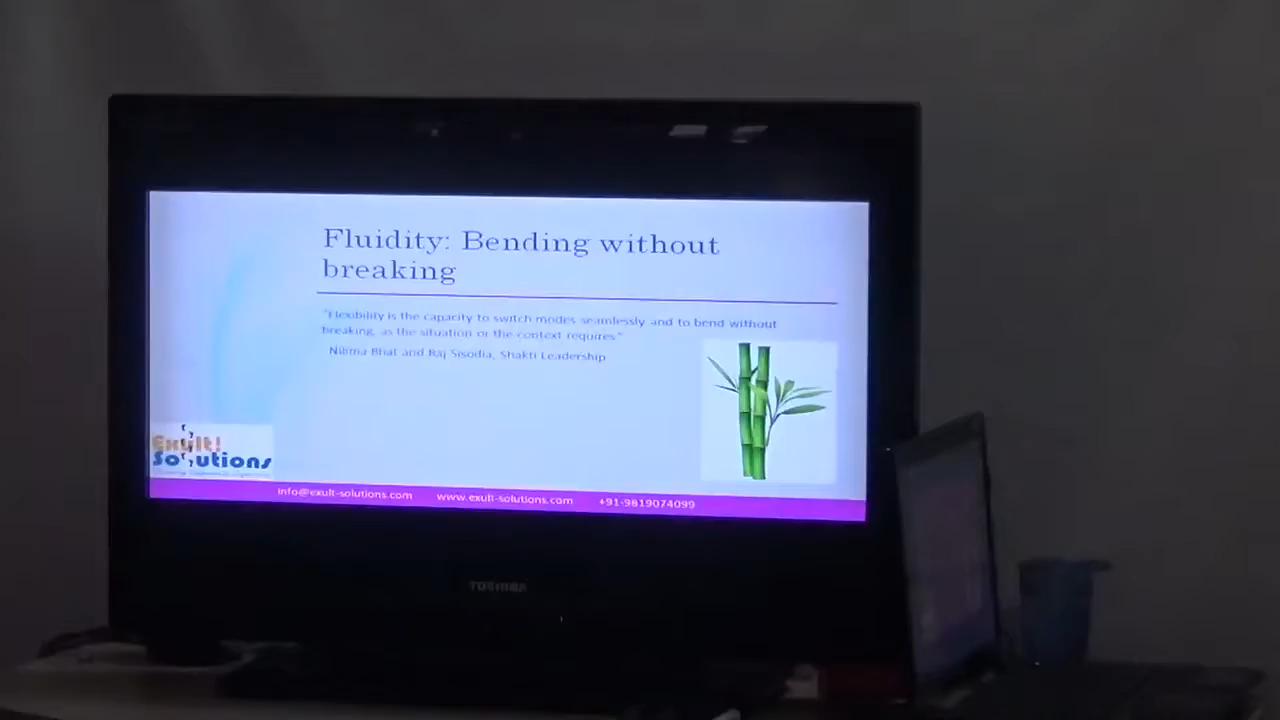 Fluidity: Bending without
breaking
"Flexibility is the capacity to switch modes seamlessly and to bend without
breaking, as the situation or the context requires"
Nilima Bhat and Raj Sisodia, Shakti Leadership
Exult!
Solutions
info@exult-solutions.com www.exult-solutions.com +91-9819074099
TOSHIBA